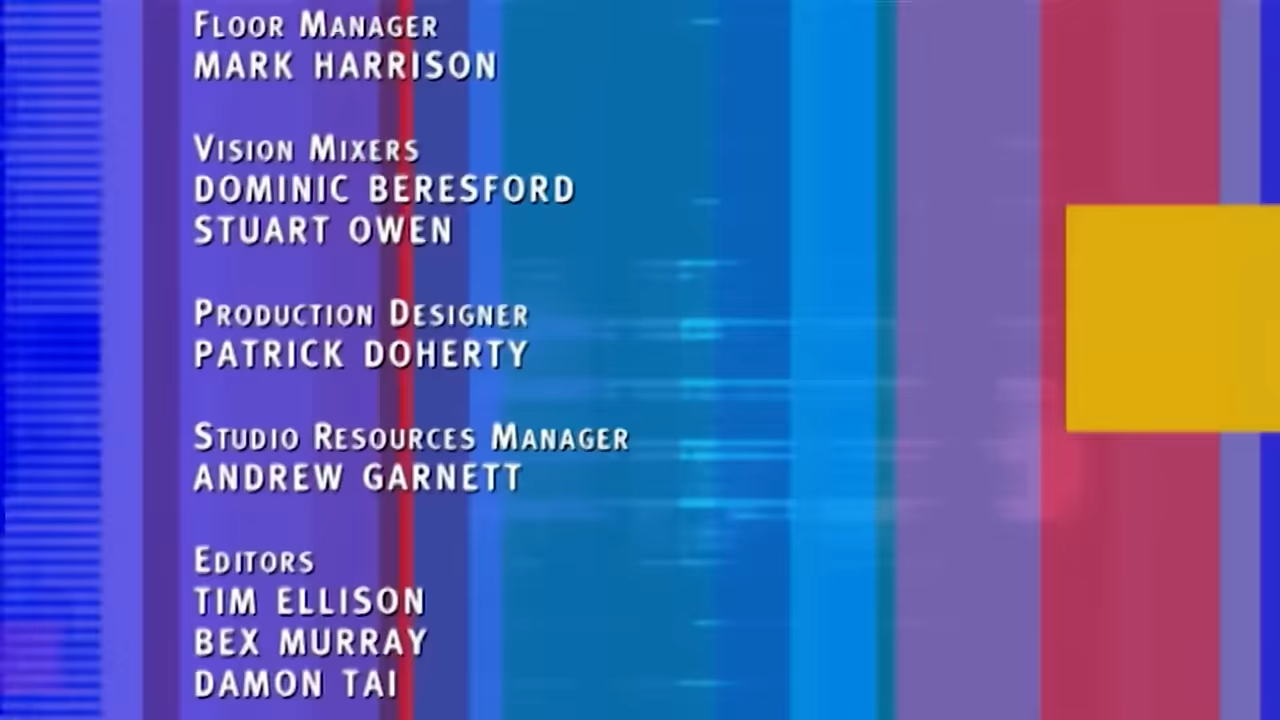 Floor Manager
MARK HARRISON
Vision Mixers
DOMINIC BERESFORD
STUART OWEN
Production Designer
PATRICK DOHERTY
Studio Resources Manager
ANDREW GARNETT
Editors
TIM ELLISON
BEX MURRAY
DAMON TAI